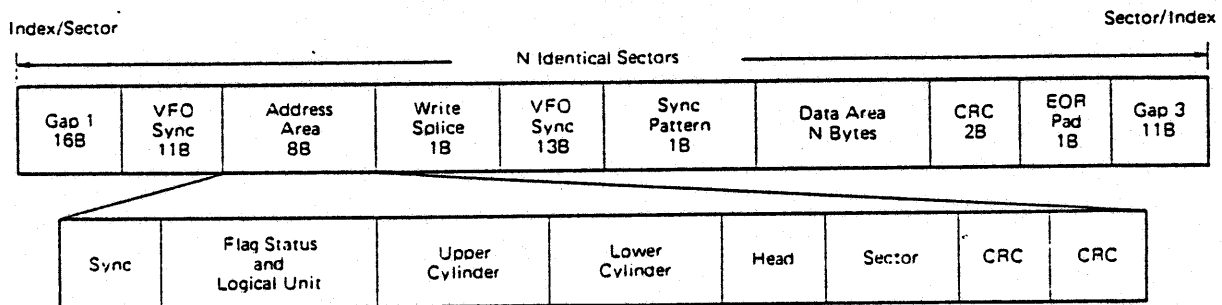 Index/Sector
Sector/Index
N Identical Sectors
Gap 1
16B
VFO
Sync
11B
Address
Area
8B
Write
Splice
1B
VFO
Sync
13B
Sync
Pattern
1B
Data Area
N Bytes
CRC
2B
EOR
Pad
1B
Gap 3
11B
Sync
Flag Status
and
Logical Unit
Upper
Cylinder
Lower
Cylinder
Head
Sector
CRC
CRC